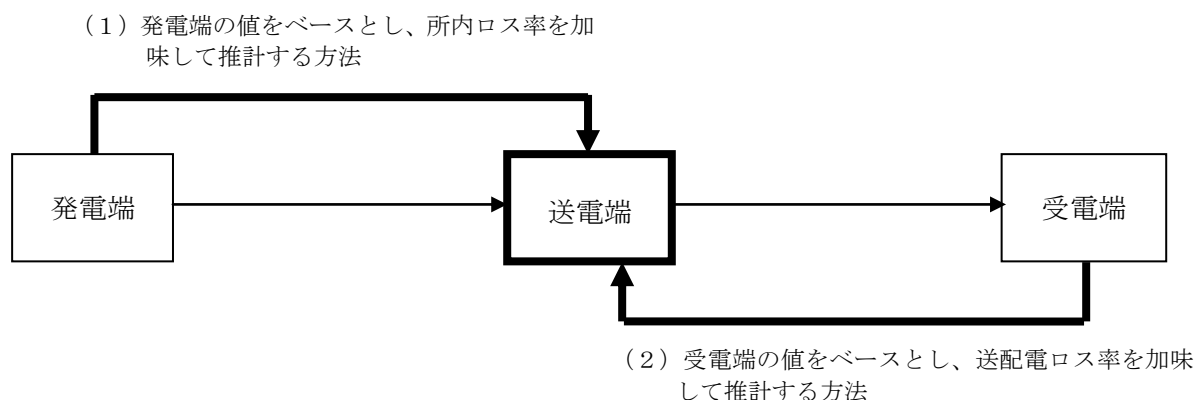 (1)発電端の値をベースとし、所内ロス率を加
味して推計する方法
発電端
送電端
受電端
(2)受電端の値をベースとし、送配電ロス率を加味
して推計する方法